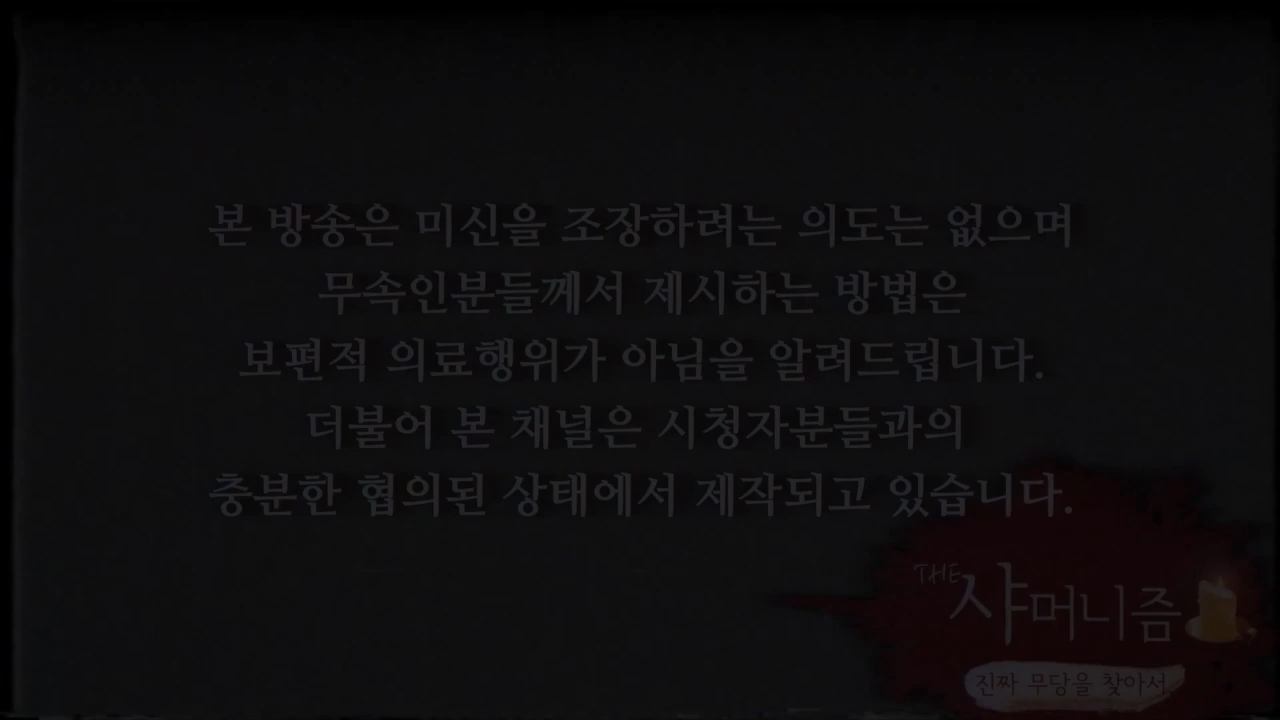 본 방송은 미신을 조장하려는 의도는 없으며
무속인분들께서 제시하는 방법은
보편적 의료행위가 아님을 알려드립니다.
더불어 본 채널은 시청자분들과의
충분한 협의된 상태에서 제작되고 있습니다.
THE 샤머니즘
진짜 무당을 찾아서